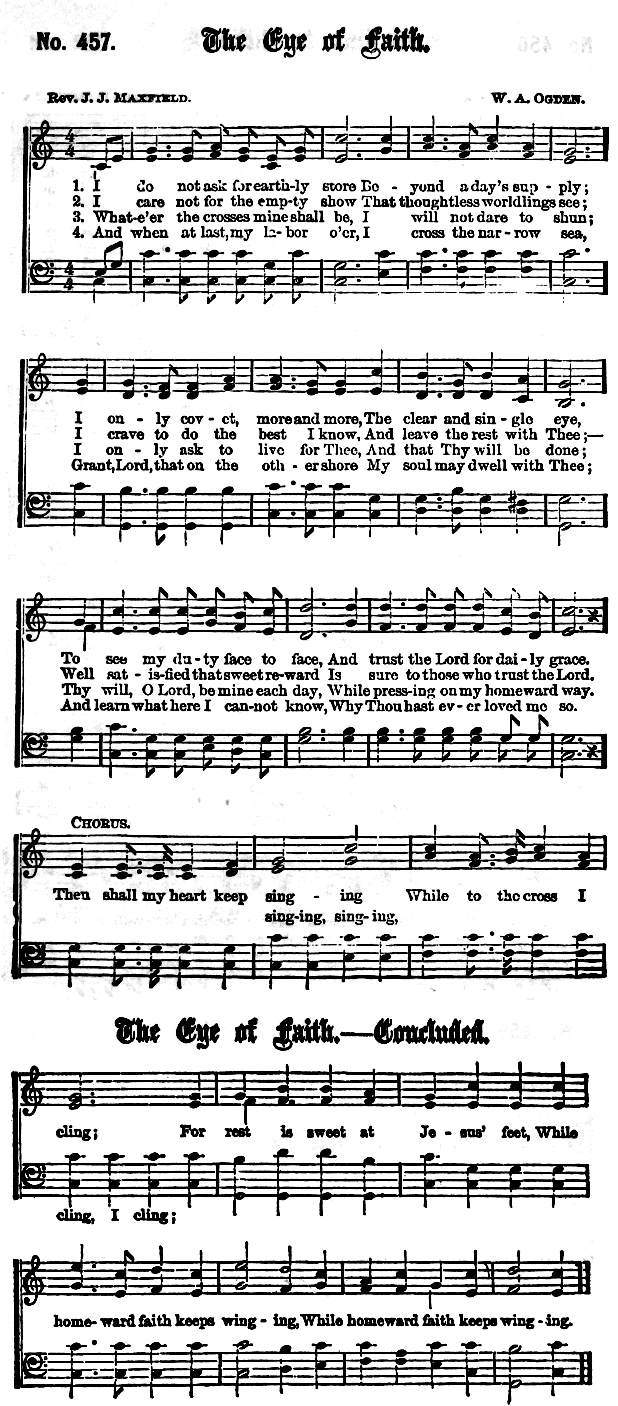 No. 457. The Eye of Faith.
Rev. J. J. Maxfield. W. A. Ogden.
1. I do not ask for earth-ly store Be - yond a day's sup - ply;
2. I care not for the emp-ty show That thoughtless worldlings see;
3. What-e'er the crosses mine shall be, I will not dare to shun;
4. And when at last, my la-bor o'er, I cross the nar-row sea,
I on - ly cov - et, more and more, The clear and sin - gle eye,
I crave to do the best I know, And leave the rest with Thee;—
I on - ly ask to live for Thee, And that Thy will be done;
Grant, Lord, that on the oth - er shore My soul may dwell with Thee;
To see my du-ty face to face, And trust the Lord for dai-ly grace.
Well sat - is-fied that sweet re-ward Is sure to those who trust the Lord.
Thy will, O Lord, be mine each day, While press-ing on my homeward way.
And learn what here I can-not know, Why Thou hast ev-er loved me so.
Chorus.
Then shall my heart keep sing - ing While to the cross I
sing-ing, sing-ing,
The Eye of Faith.—Concluded.
cling; For rest is sweet at Je - sus' feet, While
cling, I cling;
home-ward faith keeps wing - ing, While homeward faith keeps wing - ing.